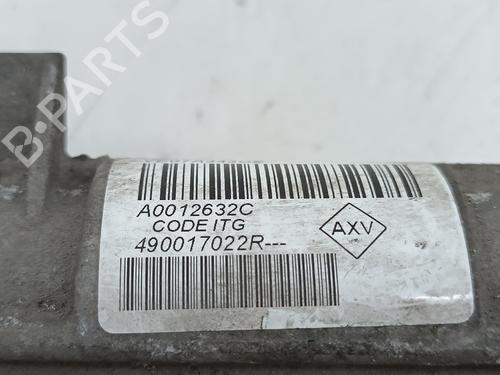 B-PARTS
A0012632C
CODE ITG
AXV
490017022R---